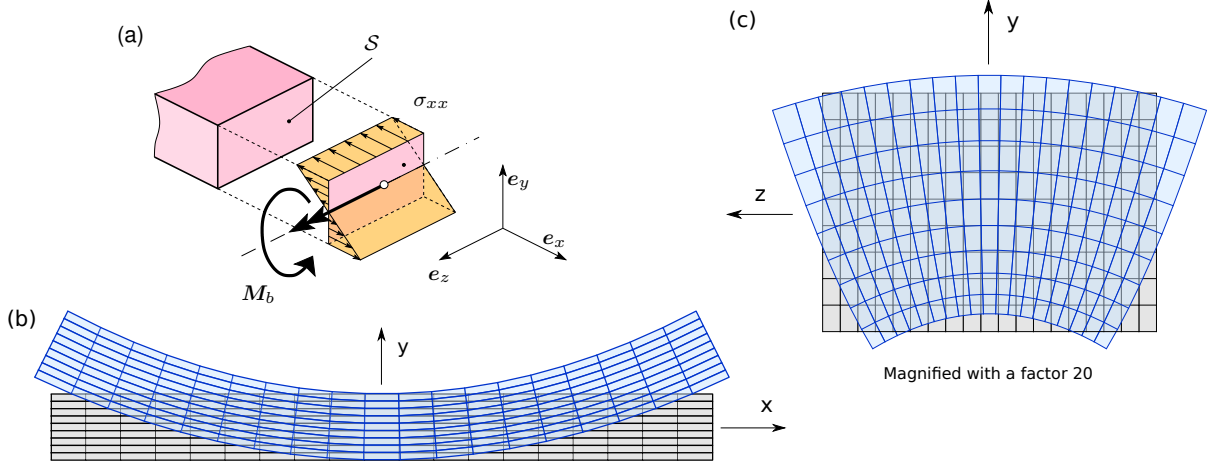 (a)
𝒮
σxx
ey
ex
ez
Mb
(b)
y
x
(c)
y
z
Magnified with a factor 20